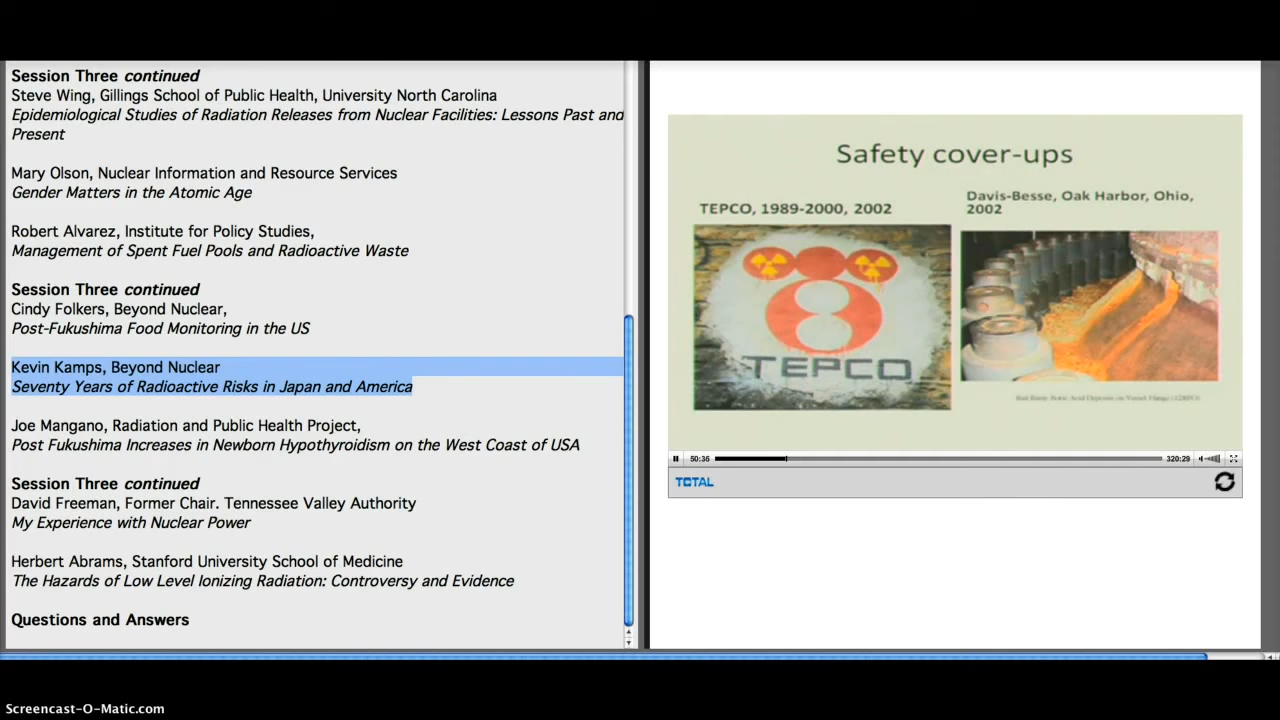 Session Three continued
Steve Wing, Gillings School of Public Health, University North Carolina
Epidemiological Studies of Radiation Releases from Nuclear Facilities: Lessons Past and
Present
Mary Olson, Nuclear Information and Resource Services
Gender Matters in the Atomic Age
Robert Alvarez, Institute for Policy Studies,
Management of Spent Fuel Pools and Radioactive Waste
Session Three continued
Cindy Folkers, Beyond Nuclear,
Post-Fukushima Food Monitoring in the US
Kevin Kamps, Beyond Nuclear
Seventy Years of Radioactive Risks in Japan and America
Joe Mangano, Radiation and Public Health Project,
Post Fukushima Increases in Newborn Hypothyroidism on the West Coast of USA
Session Three continued
David Freeman, Former Chair. Tennessee Valley Authority
My Experience with Nuclear Power
Herbert Abrams, Stanford University School of Medicine
The Hazards of Low Level Ionizing Radiation: Controversy and Evidence
Questions and Answers
Safety cover-ups
TEPCO, 1989-2000, 2002
Davis-Besse, Oak Harbor, Ohio,
2002
TEPCO
50:36
320:29
TOTAL
Screencast-O-Matic.com